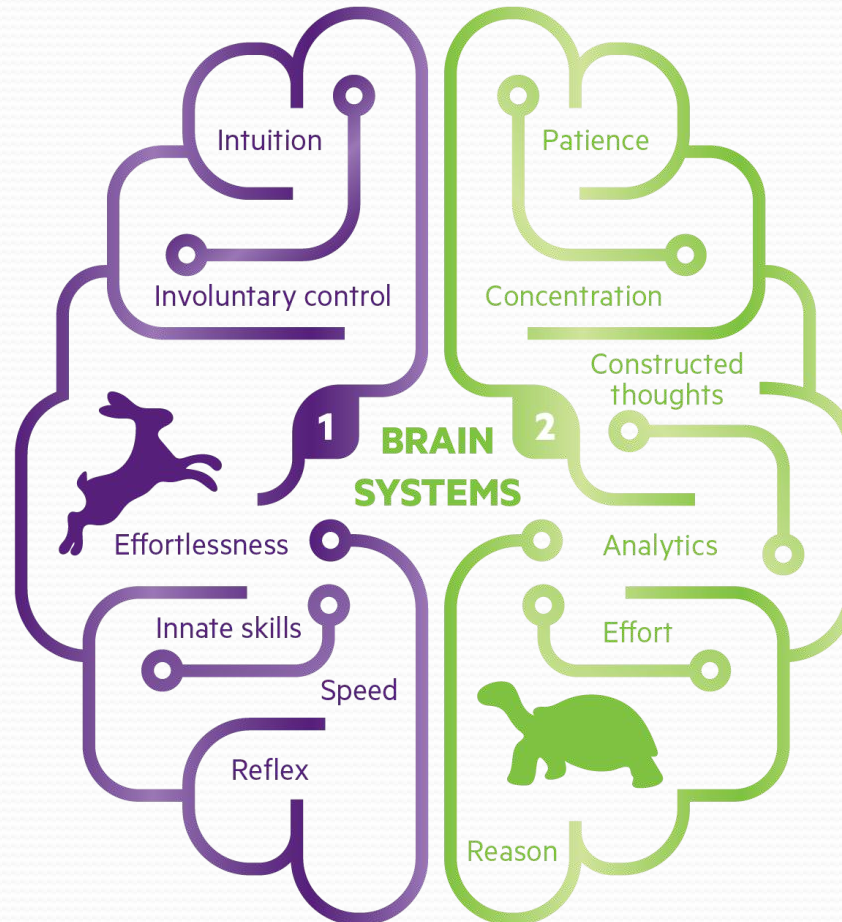 Intuition
Involuntary control
1
Effortlessness
Innate skills
Speed
Reflex
BRAIN
SYSTEMS
Patience
Concentration
Constructed
thoughts
2
Analytics
Effort
Reason